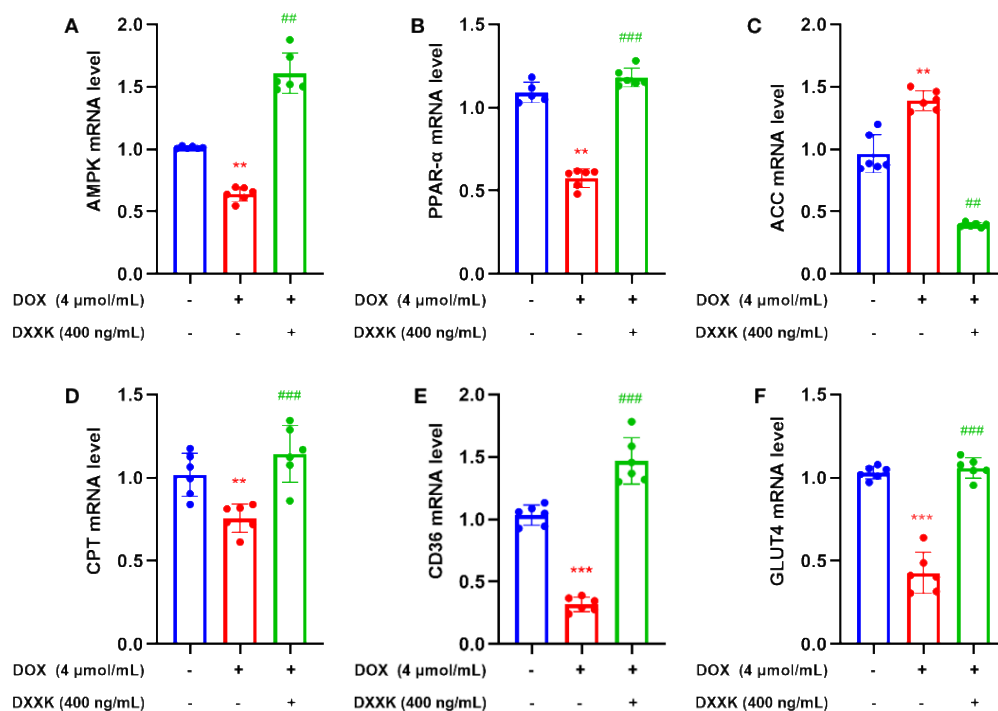 A
AMPK mRNA level
2.0
1.5
1.0
0.5
0.0
**
##
DOX (4 µmol/mL) - + +
DXXK (400 ng/mL) - - +
B
PPAR-α mRNA level
1.5
1.0
0.5
0.0
**
###
DOX (4 µmol/mL) - + +
DXXK (400 ng/mL) - - +
C
ACC mRNA level
2.0
1.5
1.0
0.5
0.0
**
##
DOX (4 µmol/mL) - + +
DXXK (400 ng/mL) - - +
D
CPT mRNA level
1.5
1.0
0.5
0.0
**
###
DOX (4 µmol/mL) - + +
DXXK (400 ng/mL) - - +
E
CD36 mRNA level
2.0
1.5
1.0
0.5
0.0
***
###
DOX (4 µmol/mL) - + +
DXXK (400 ng/mL) - - +
F
GLUT4 mRNA level
1.5
1.0
0.5
0.0
***
###
DOX (4 µmol/mL) - + +
DXXK (400 ng/mL) - - +